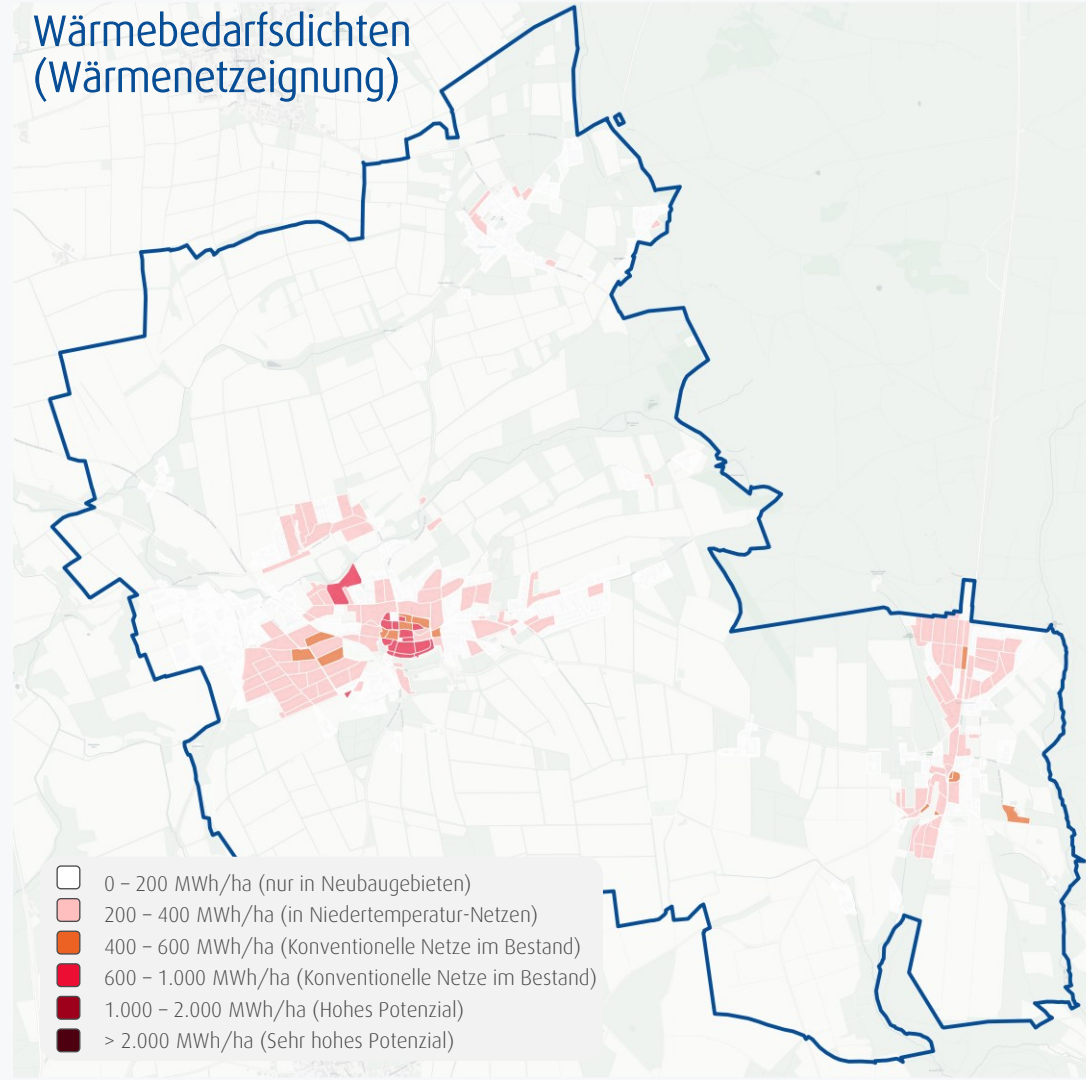 Wärmebedarfsdichten
(Wärmenetzeignung)
0 – 200 MWh/ha (nur in Neubaugebieten)
200 – 400 MWh/ha (in Niedertemperatur-Netzen)
400 – 600 MWh/ha (Konventionelle Netze im Bestand)
600 – 1.000 MWh/ha (Konventionelle Netze im Bestand)
1.000 – 2.000 MWh/ha (Hohes Potenzial)
> 2.000 MWh/ha (Sehr hohes Potenzial)